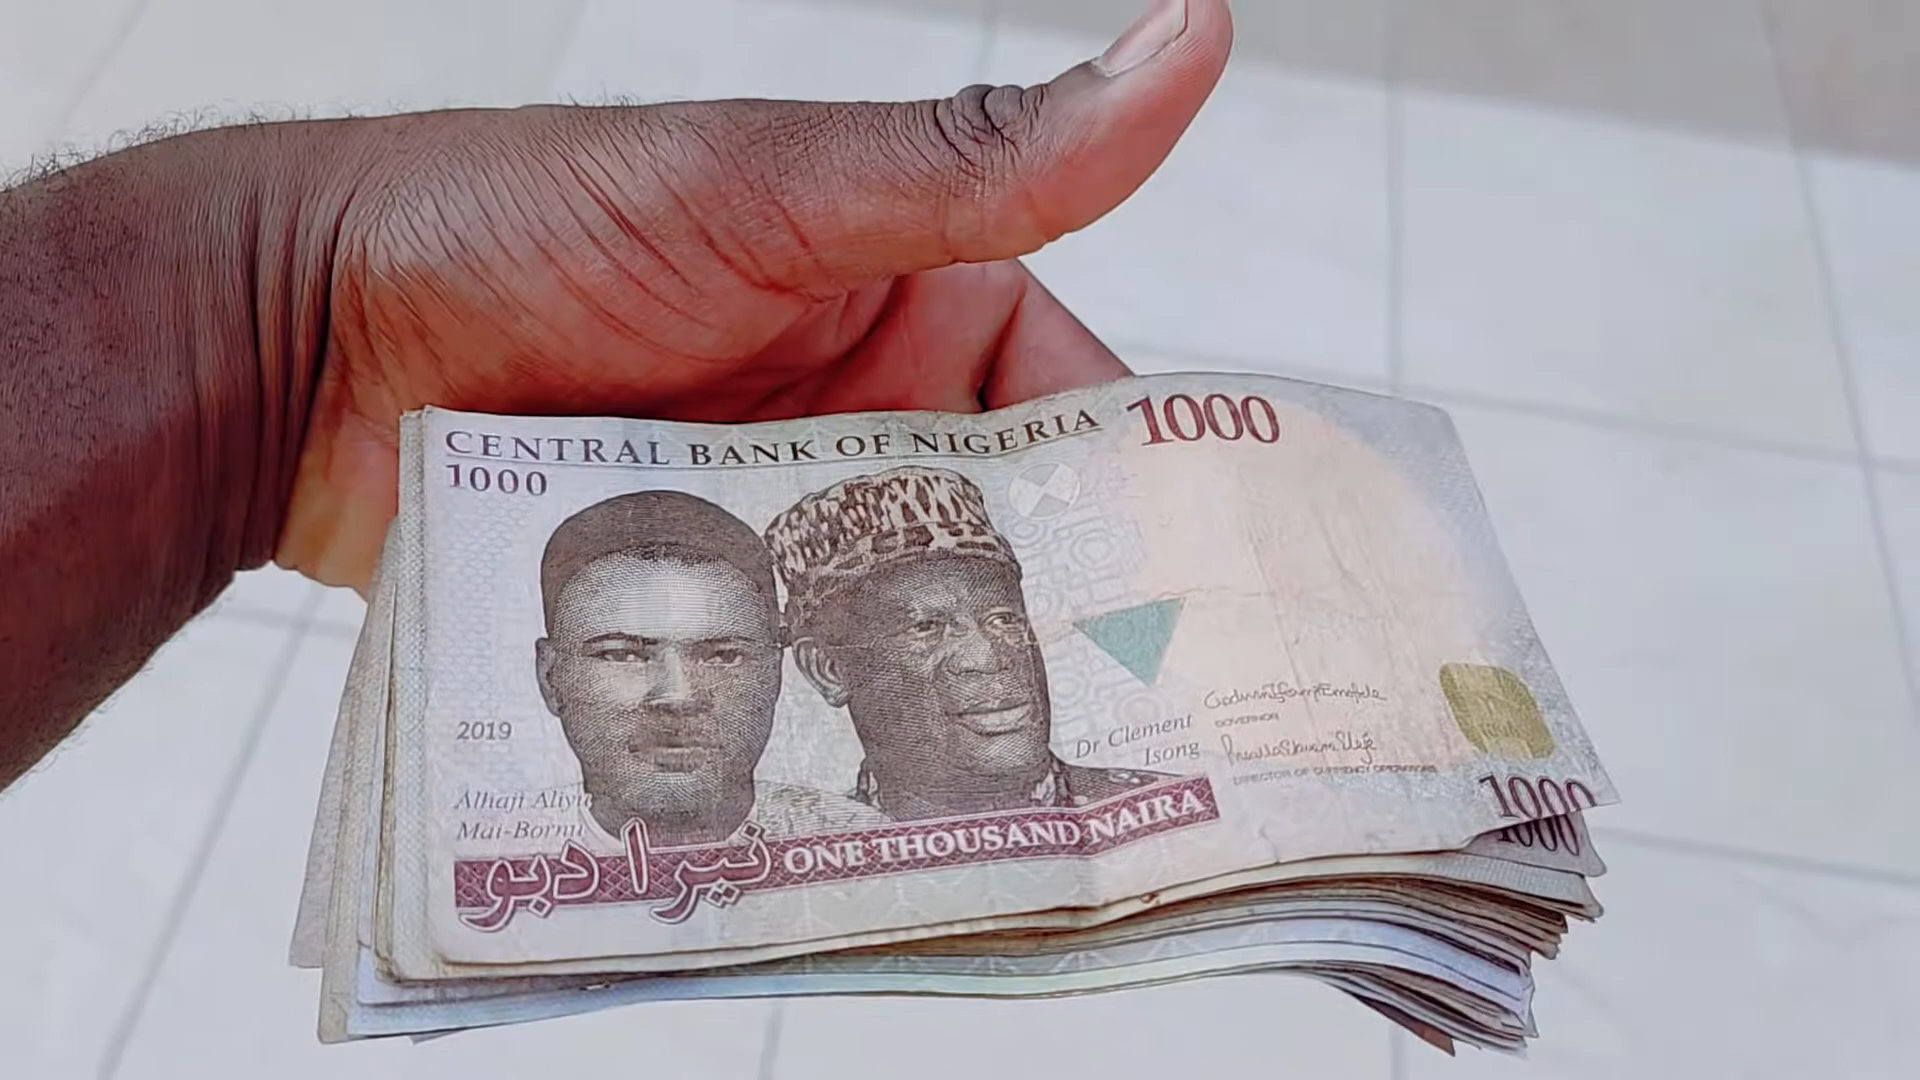 CENTRAL BANK OF NIGERIA 1000
1000
2019
Dr Clement
Isong
GOVERNOR
DIRECTOR OF CURRENCY OPERATIONS
Alhaji Aliyu
Mai-Bornu
نيرا دبو ONE THOUSAND NAIRA
1000
1000